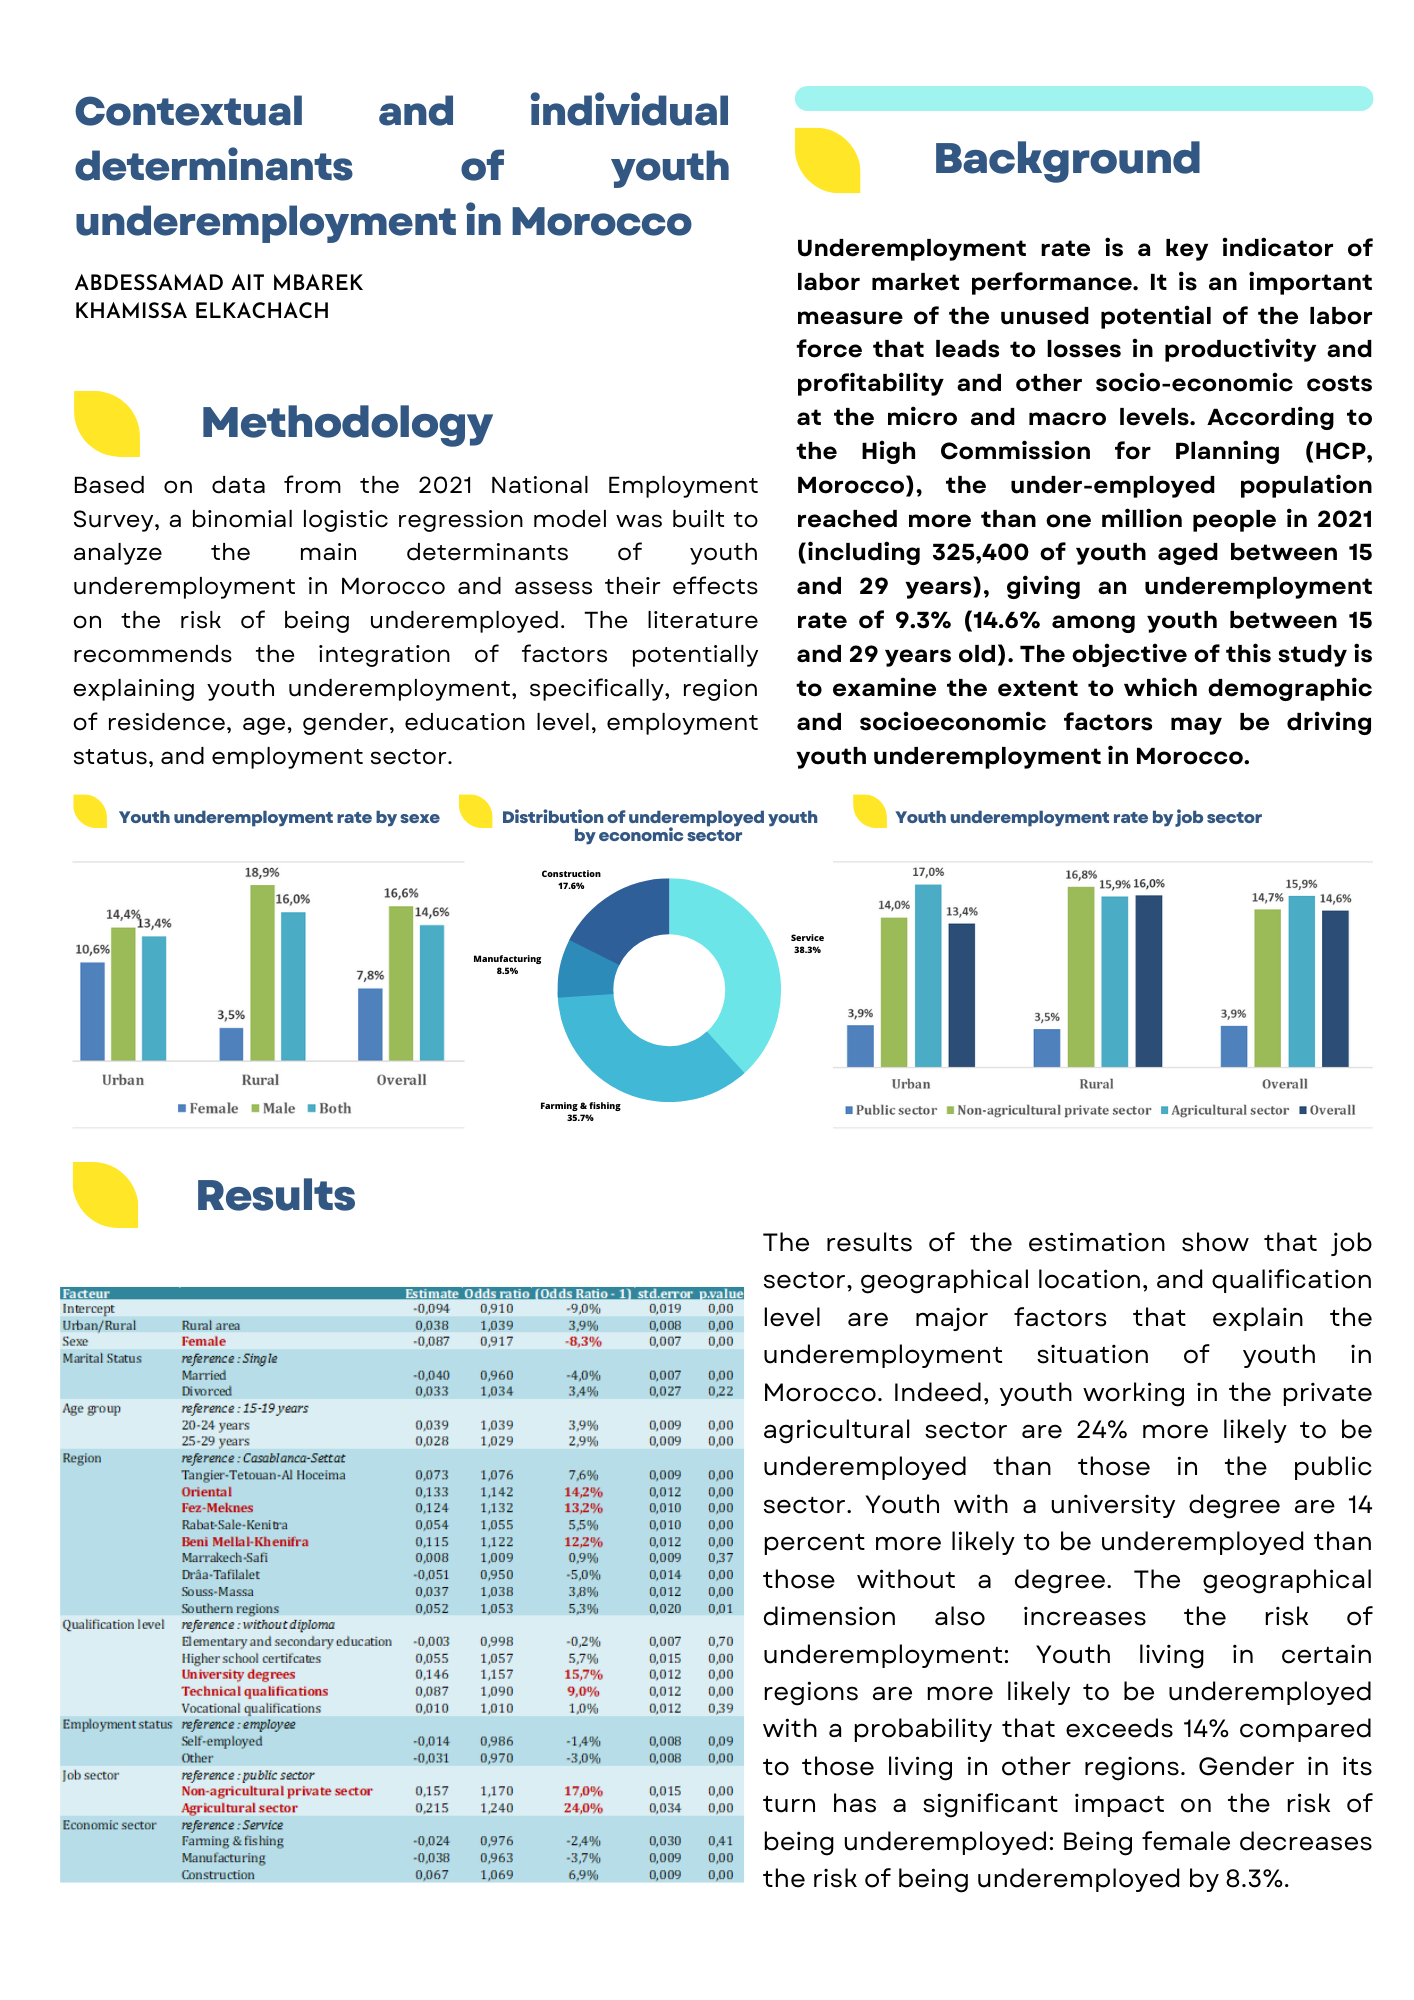 Contextual and individual
determinants of youth
underemployment in Morocco
ABDESSAMAD AIT MBAREK
KHAMISSA ELKACHACH
Methodology
Based on data from the 2021 National Employment
Survey, a binomial logistic regression model was built to
analyze the main determinants of youth
underemployment in Morocco and assess their effects
on the risk of being underemployed. The literature
recommends the integration of factors potentially
explaining youth underemployment, specifically, region
of residence, age, gender, education level, employment
status, and employment sector.
Background
Underemployment rate is a key indicator of
labor market performance. It is an important
measure of the unused potential of the labor
force that leads to losses in productivity and
profitability and other socio-economic costs
at the micro and macro levels. According to
the High Commission for Planning (HCP,
Morocco), the under-employed population
reached more than one million people in 2021
(including 325,400 of youth aged between 15
and 29 years), giving an underemployment
rate of 9.3% (14.6% among youth between 15
and 29 years old). The objective of this study is
to examine the extent to which demographic
and socioeconomic factors may be driving
youth underemployment in Morocco.
Youth underemployment rate by sexe
10,6% 14,4% 13,4%
3,5% 18,9% 16,0%
7,8% 16,6% 14,6%
Urban Rural Overall
Female Male Both
Distribution of underemployed youth
by economic sector
Construction
17.6%
Manufacturing
8.5%
Service
38.3%
Farming & fishing
35.7%
Youth underemployment rate by job sector
3,9% 14,0% 17,0% 13,4%
3,5% 16,8% 15,9% 16,0%
3,9% 14,7% 15,9% 14,6%
Urban Rural Overall
Public sector Non-agricultural private sector Agricultural sector Overall
Results
Facteur Estimate Odds ratio (Odds Ratio - 1) std.error p.value
Intercept -0,094 0,910 -9,0% 0,019 0,00
Urban/Rural Rural area 0,038 1,039 3,9% 0,008 0,00
Sexe Female -0,087 0,917 -8,3% 0,007 0,00
Marital Status reference : Single
Married -0,040 0,960 -4,0% 0,007 0,00
Divorced 0,033 1,034 3,4% 0,027 0,22
Age group reference : 15-19 years
20-24 years 0,039 1,039 3,9% 0,009 0,00
25-29 years 0,028 1,029 2,9% 0,009 0,00
Region reference : Casablanca-Settat
Tangier-Tetouan-Al Hoceima 0,073 1,076 7,6% 0,009 0,00
Oriental 0,133 1,142 14,2% 0,012 0,00
Fez-Meknes 0,124 1,132 13,2% 0,010 0,00
Rabat-Sale-Kenitra 0,054 1,055 5,5% 0,010 0,00
Beni Mellal-Khenifra 0,115 1,122 12,2% 0,012 0,00
Marrakech-Safi 0,008 1,009 0,9% 0,009 0,37
Drâa-Tafilalet -0,051 0,950 -5,0% 0,014 0,00
Souss-Massa 0,037 1,038 3,8% 0,012 0,00
Southern regions 0,052 1,053 5,3% 0,020 0,01
Qualification level reference : without diploma
Elementary and secondary education -0,003 0,998 -0,2% 0,007 0,70
Higher school certifcates 0,055 1,057 5,7% 0,015 0,00
University degrees 0,146 1,157 15,7% 0,012 0,00
Technical qualifications 0,087 1,090 9,0% 0,012 0,00
Vocational qualifications 0,010 1,010 1,0% 0,012 0,39
Employment status reference : employee
Self-employed -0,014 0,986 -1,4% 0,008 0,09
Other -0,031 0,970 -3,0% 0,008 0,00
Job sector reference : public sector
Non-agricultural private sector 0,157 1,170 17,0% 0,015 0,00
Agricultural sector 0,215 1,240 24,0% 0,034 0,00
Economic sector reference : Service
Farming & fishing -0,024 0,976 -2,4% 0,030 0,41
Manufacturing -0,038 0,963 -3,7% 0,009 0,00
Construction 0,067 1,069 6,9% 0,009 0,00
The results of the estimation show that job
sector, geographical location, and qualification
level are major factors that explain the
underemployment situation of youth in
Morocco. Indeed, youth working in the private
agricultural sector are 24% more likely to be
underemployed than those in the public
sector. Youth with a university degree are 14
percent more likely to be underemployed than
those without a degree. The geographical
dimension also increases the risk of
underemployment: Youth living in certain
regions are more likely to be underemployed
with a probability that exceeds 14% compared
to those living in other regions. Gender in its
turn has a significant impact on the risk of
being underemployed: Being female decreases
the risk of being underemployed by 8.3%.